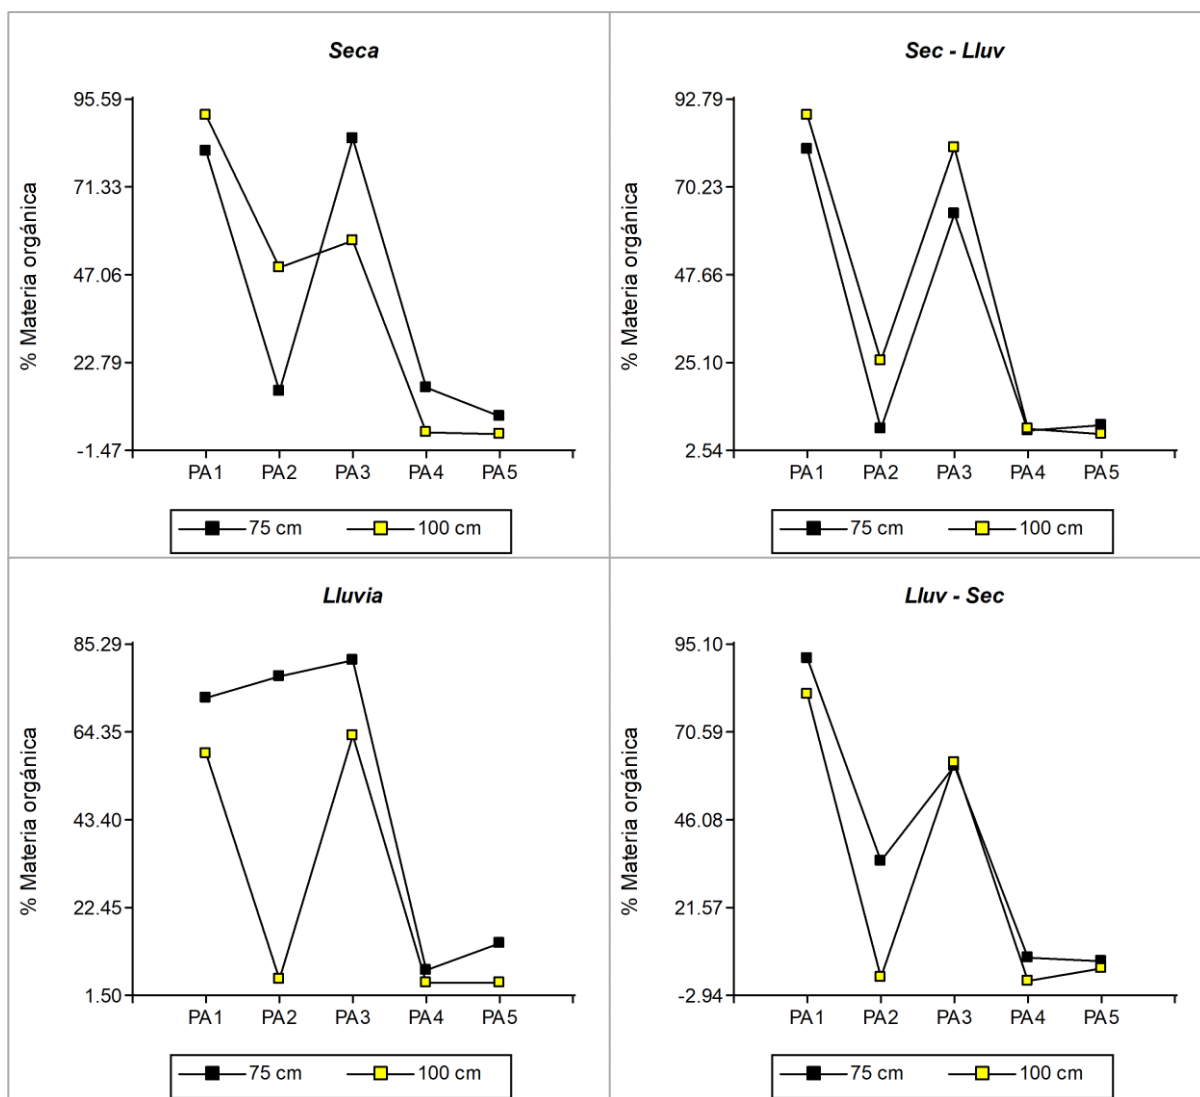 Seca
95.59
71.33
47.06
22.79
-1.47
% Materia orgánica
PA1 PA2 PA3 PA4 PA5
75 cm 100 cm
Sec - Lluv
92.79
70.23
47.66
25.10
2.54
% Materia orgánica
PA1 PA2 PA3 PA4 PA5
75 cm 100 cm
Lluvia
85.29
64.35
43.40
22.45
1.50
% Materia orgánica
PA1 PA2 PA3 PA4 PA5
75 cm 100 cm
Lluv - Sec
95.10
70.59
46.08
21.57
-2.94
% Materia orgánica
PA1 PA2 PA3 PA4 PA5
75 cm 100 cm